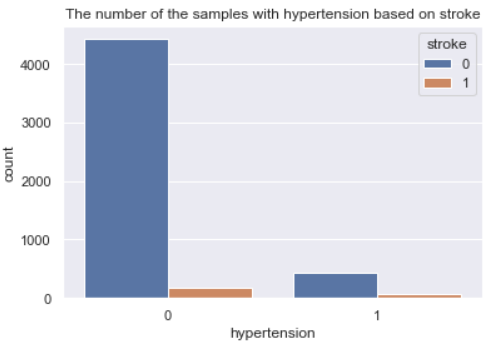 The number of the samples with hypertension based on stroke
stroke
0
1
4000
3000
2000
1000
0
count
0 1
hypertension